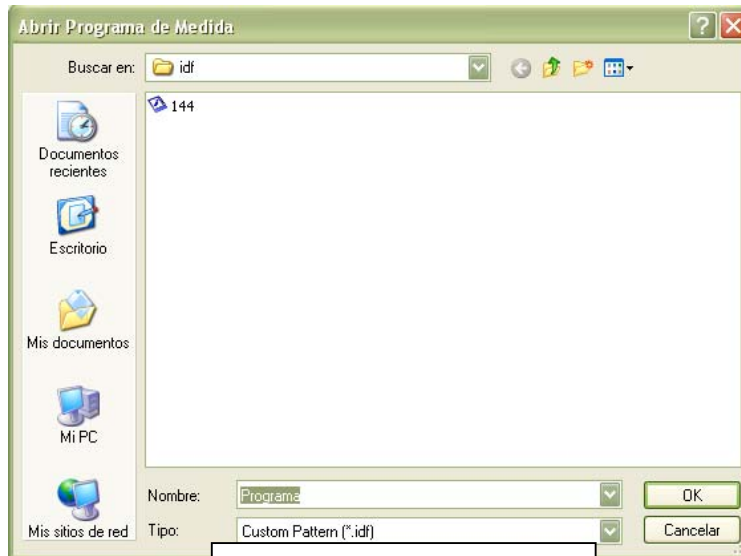 Abrir Programa de Medida
Buscar en: idf
144
Documentos
recientes
Escritorio
Mis documentos
Mi PC
Mis sitios de red
Nombre: Programa OK
Tipo: Custom Pattern (*.idf) Cancelar